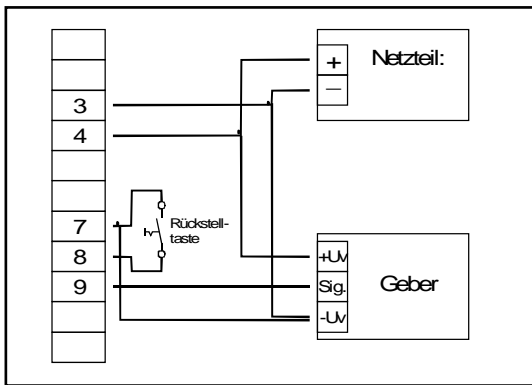 3
4
7
8
9
Rückstell-
taste
+
−
Netzteil:
+Uv
Sig.
-Uv
Geber